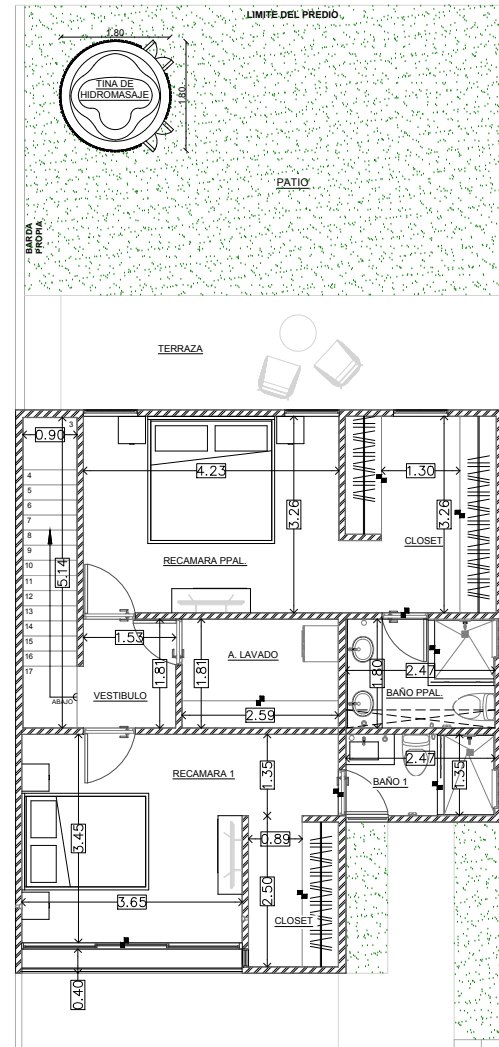 LIMITE DEL PREDIO
1.80
TINA DE
HIDROMASAJE
1.80
PATIO
BARDA
PROPIA
TERRAZA
3
0.90
4
5
6
7
8
9
10
11
12
13
14
15
16
17
5.14
4.23
3.26
1.30
3.26
CLOSET
RECAMARA PPAL.
1.53
1.81
A. LAVADO
1.81
1.80
2.47
BAÑO PPAL.
VESTIBULO
ABAJO
2.59
RECAMARA 1
1.35
2.47
BAÑO 1
1.35
3.45
0.89
3.65
2.50
CLOSET
0.40